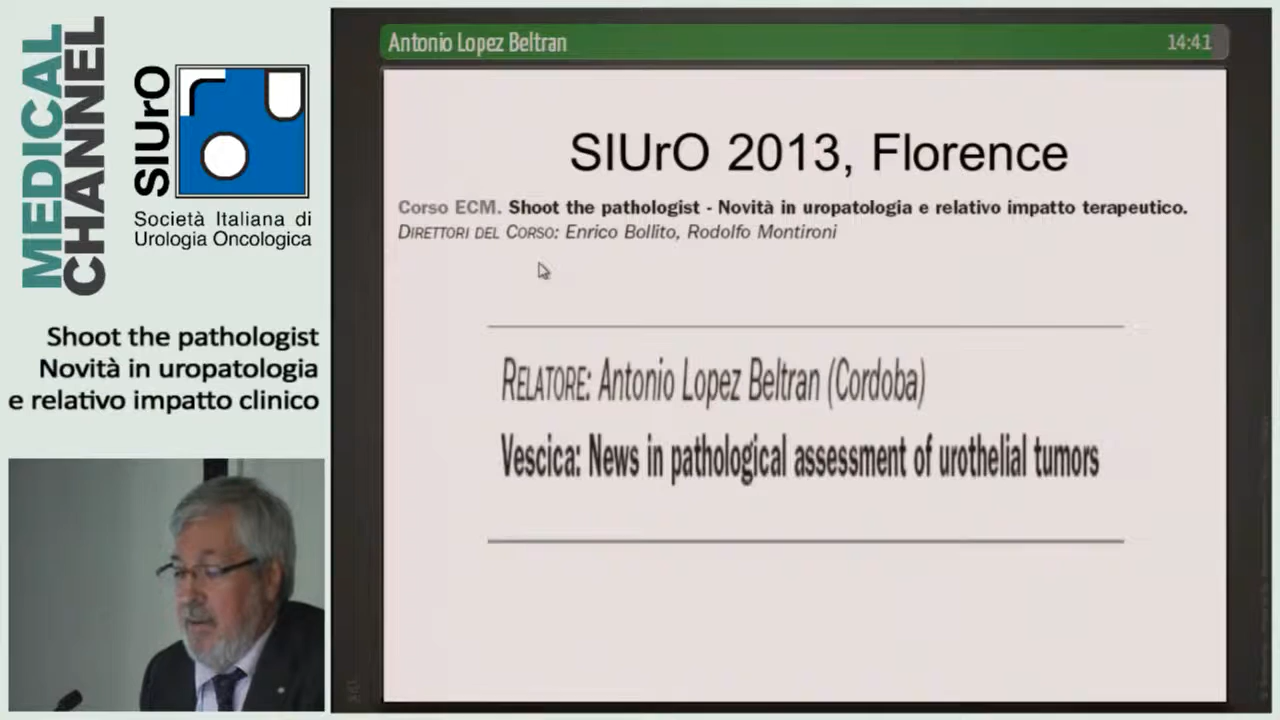 MEDICAL
CHANNEL
SIUrO
Società Italiana di
Urologia Oncologica
Shoot the pathologist
Novità in uropatologia
e relativo impatto clinico
Antonio Lopez Beltran
14:41
SIUrO 2013, Florence
Corso ECM. Shoot the pathologist - Novità in uropatologia e relativo impatto terapeutico.
DIRETTORI DEL CORSO: Enrico Bollito, Rodolfo Montironi
RELATORE: Antonio Lopez Beltran (Cordoba)
Vescica: News in pathological assessment of urothelial tumors